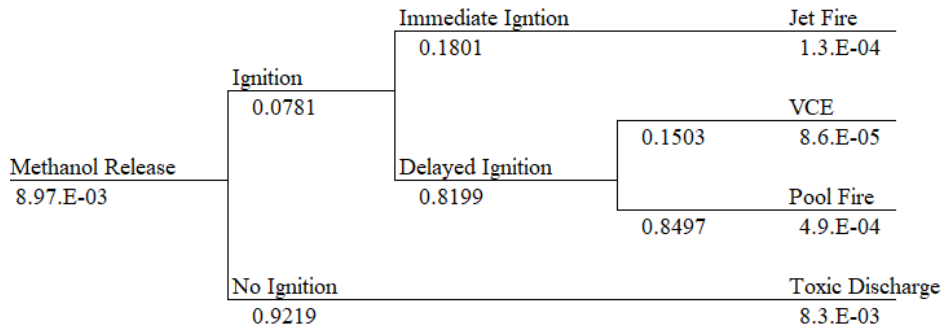 Immediate Igntion
Jet Fire
0.1801
1.3.E-04
Ignition
0.0781
VCE
0.1503
8.6.E-05
Methanol Release
Delayed Ignition
8.97.E-03
0.8199
Pool Fire
0.8497
4.9.E-04
No Ignition
Toxic Discharge
0.9219
8.3.E-03